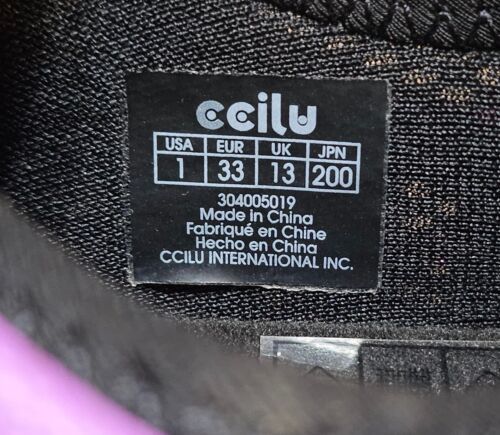 ccilu
USA EUR UK JPN
1 33 13 200
304005019
Made in China
Fabriqué en Chine
Hecho en China
CCILU INTERNATIONAL INC.